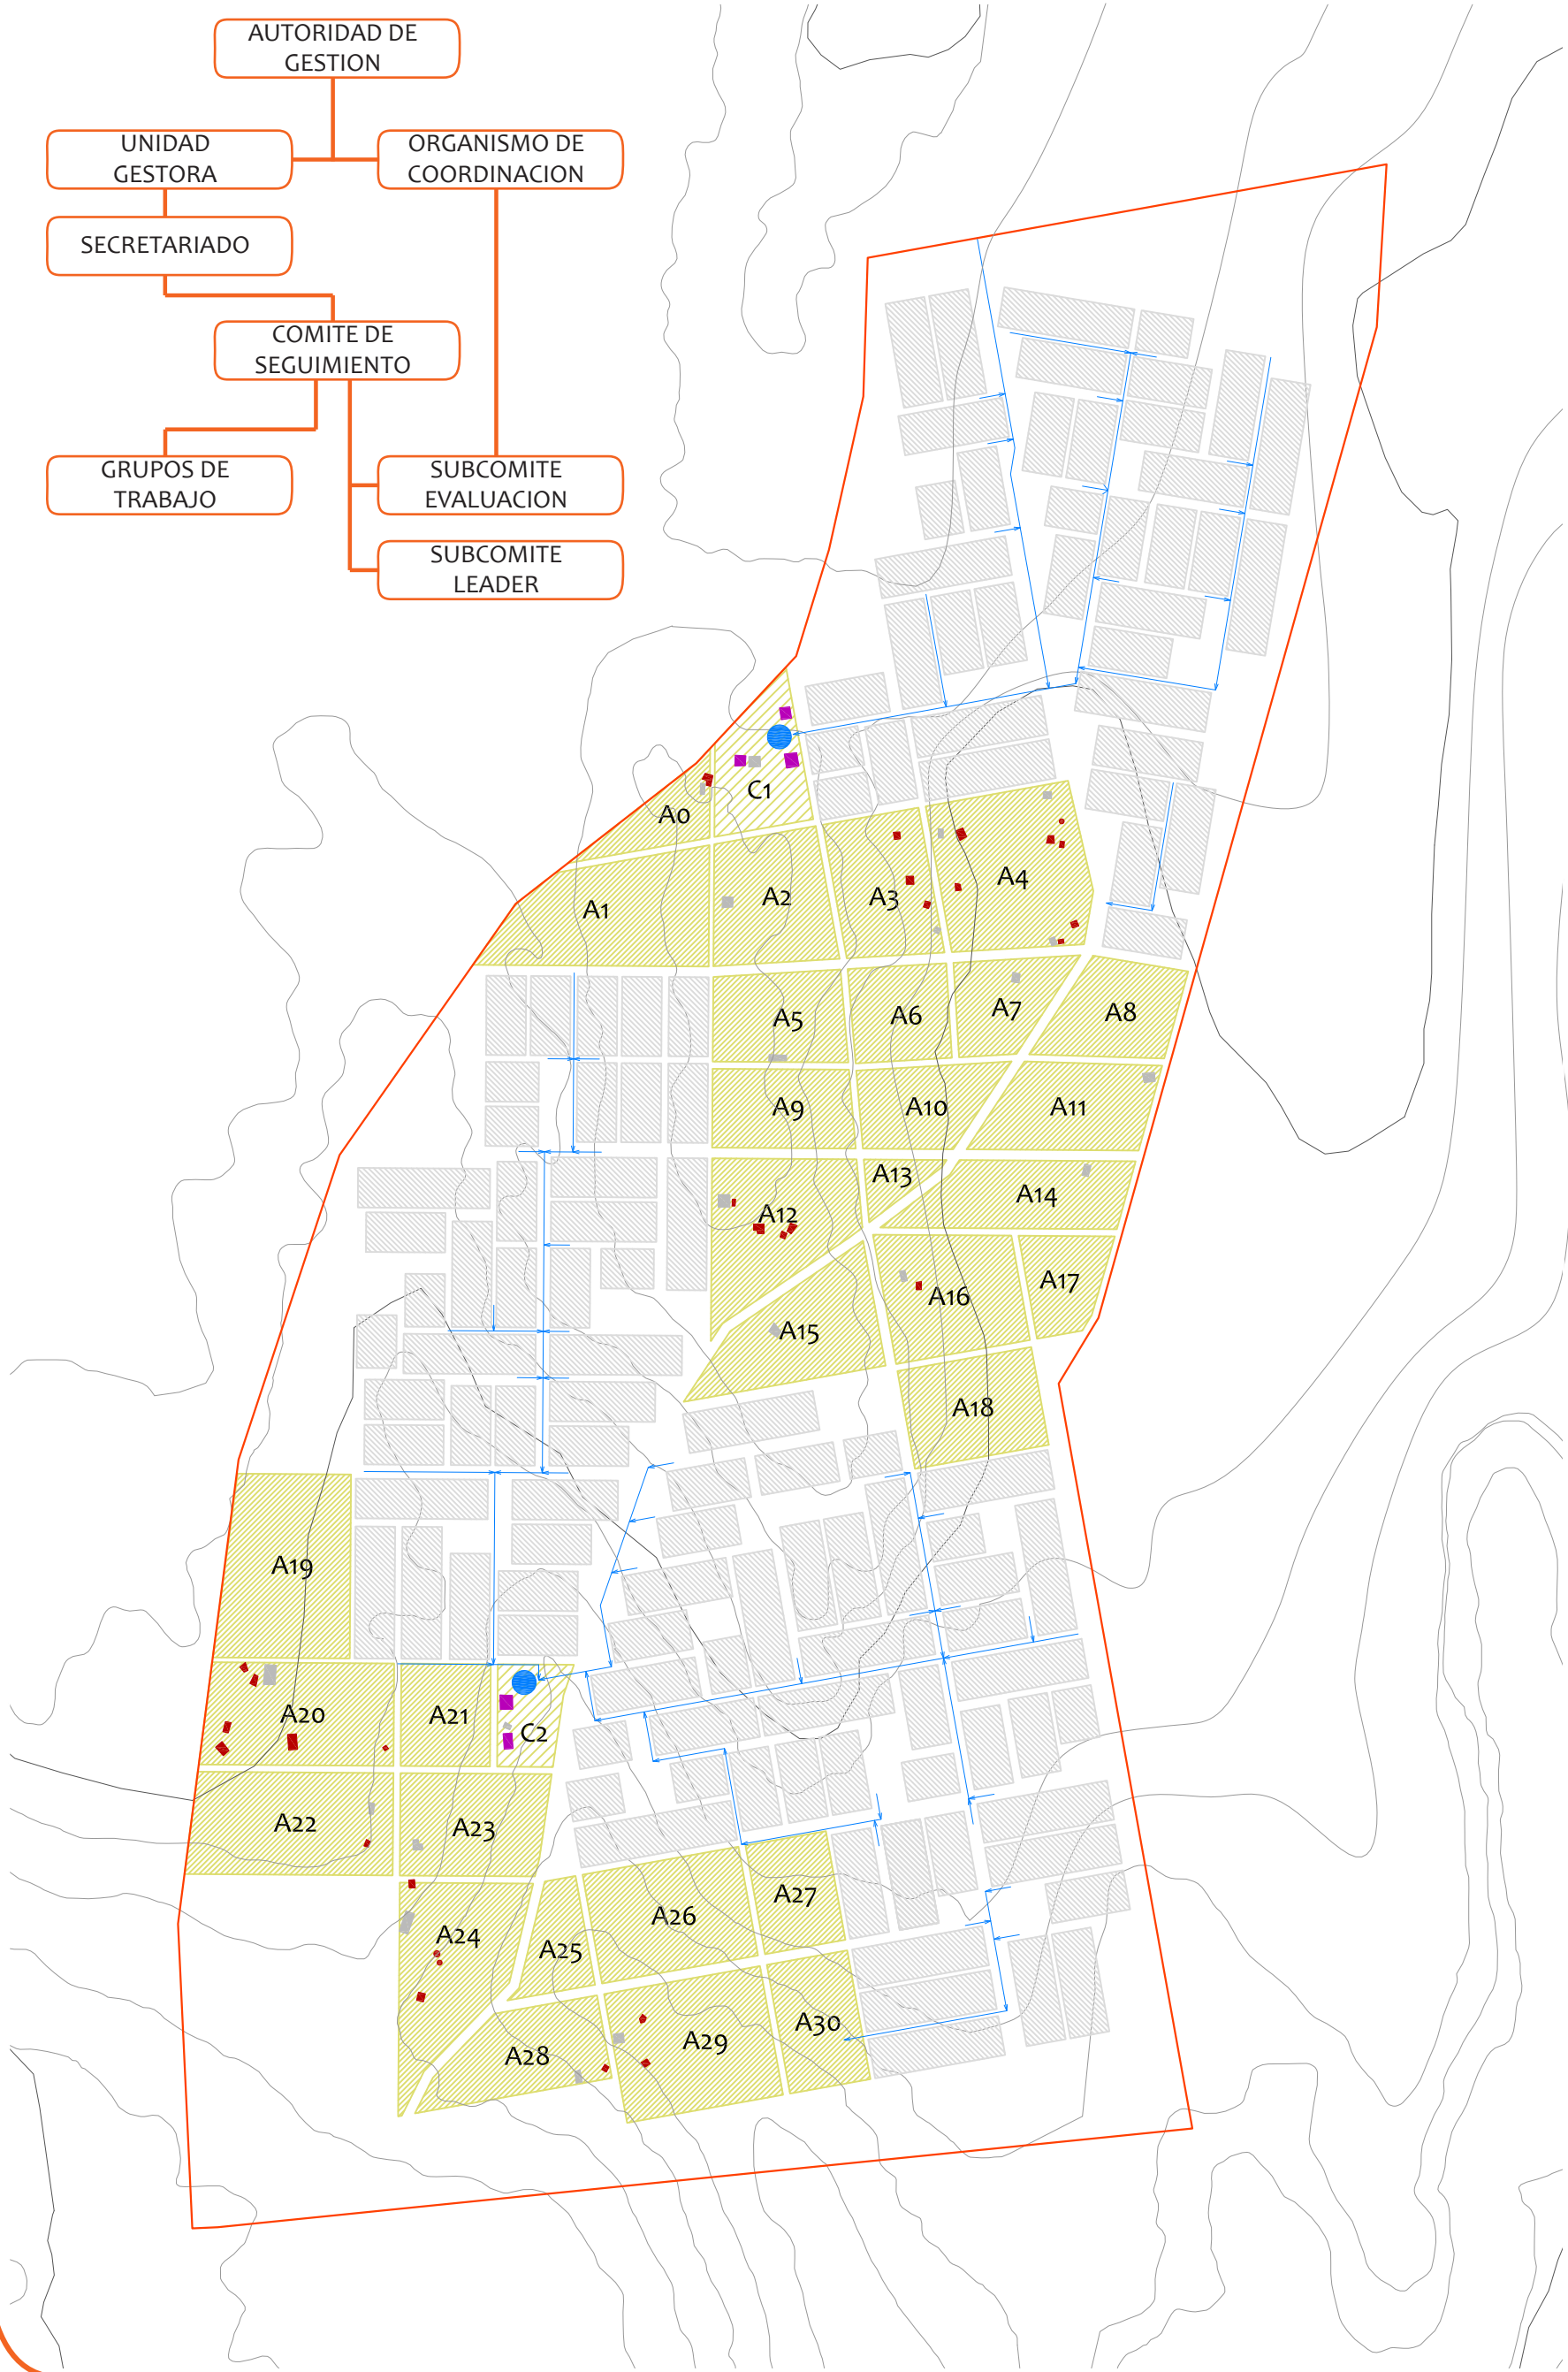 AUTORIDAD DE
GESTION
UNIDAD
GESTORA
ORGANISMO DE
COORDINACION
SECRETARIADO
COMITE DE
SEGUIMIENTO
GRUPOS DE
TRABAJO
SUBCOMITE
EVALUACION
SUBCOMITE
LEADER
C1
A0
A1
A2
A3
A4
A5
A6
A7
A8
A9
A10
A11
A12
A13
A14
A15
A16
A17
A18
A19
A20
A21
C2
A22
A23
A24
A25
A26
A27
A28
A29
A30